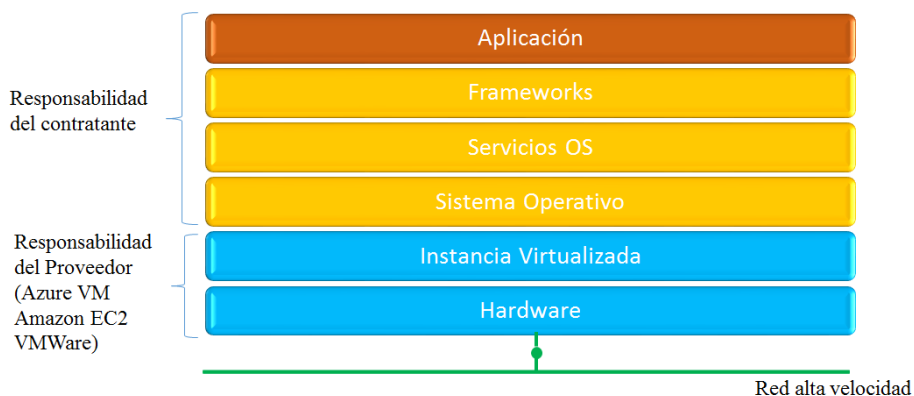 Aplicación
Frameworks
Servicios OS
Sistema Operativo
Instancia Virtualizada
Hardware
Responsabilidad
del contratante
Responsabilidad
del Proveedor
(Azure VM
Amazon EC2
VMWare)
Red alta velocidad